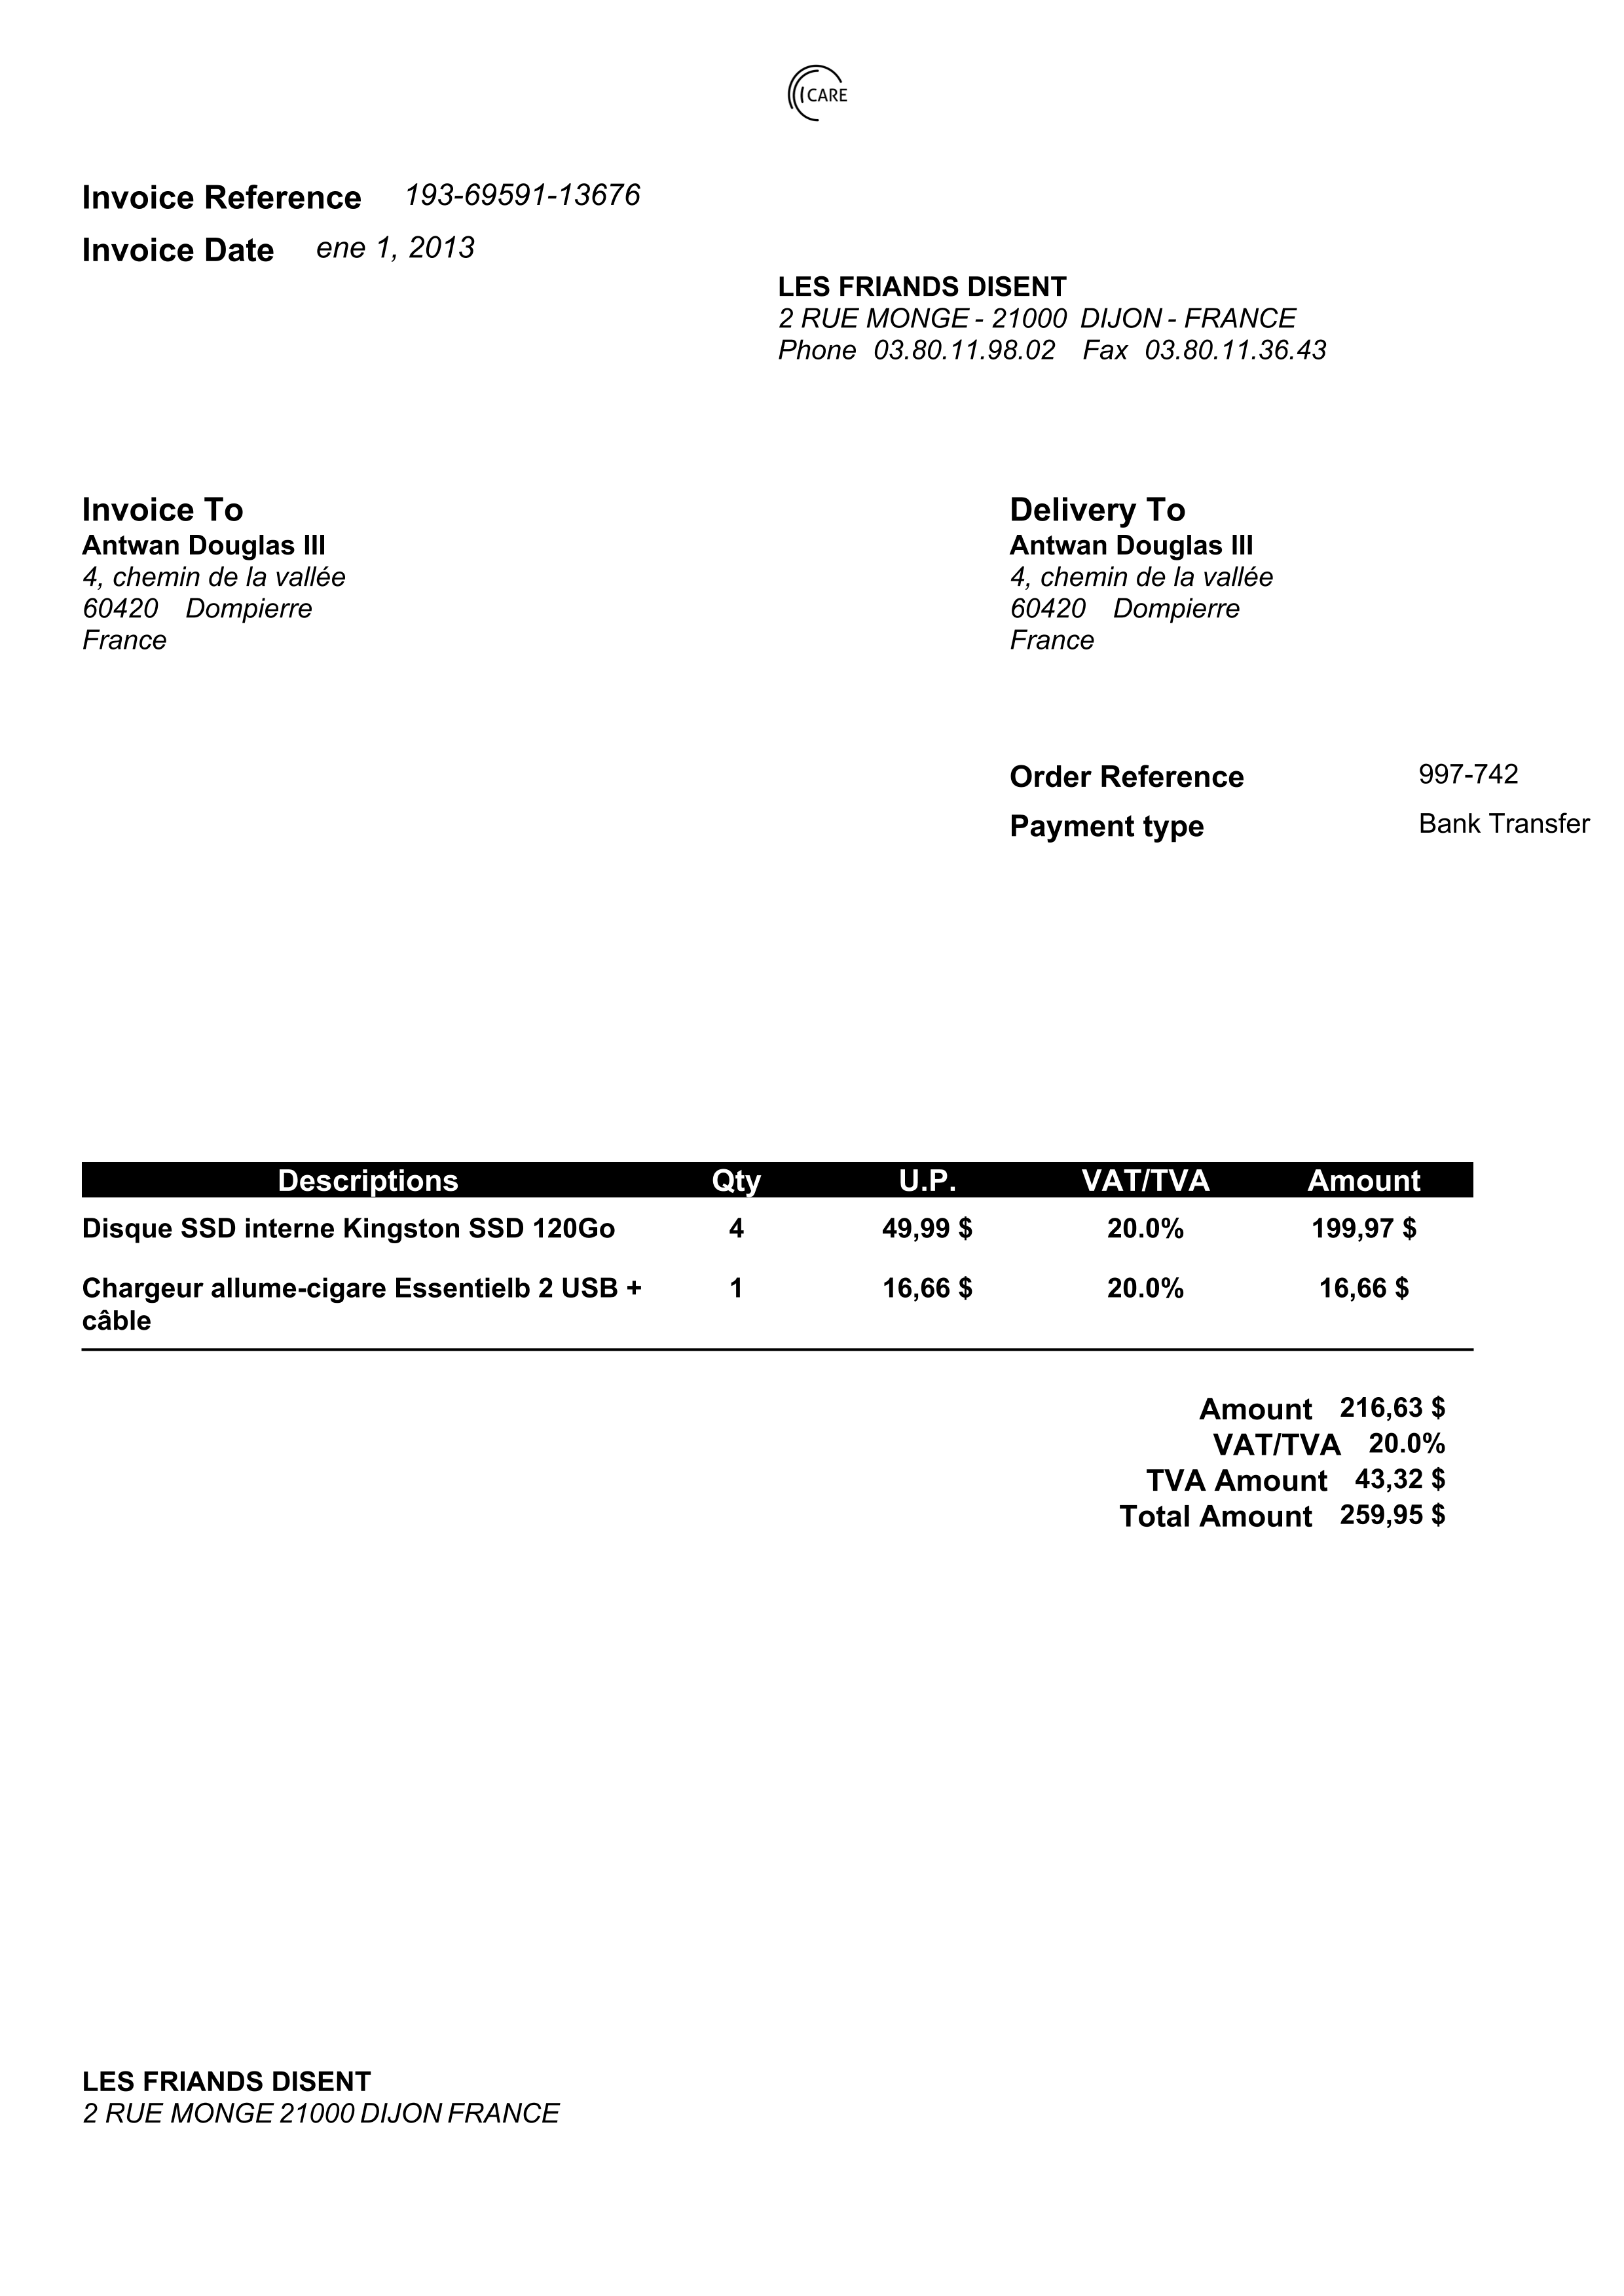 CARE
Invoice Reference 193-69591-13676
Invoice Date ene 1, 2013
LES FRIANDS DISENT
2 RUE MONGE - 21000 DIJON - FRANCE
Phone 03.80.11.98.02 Fax 03.80.11.36.43
Invoice To
Antwan Douglas III
4, chemin de la vallée
60420 Dompierre
France
Delivery To
Antwan Douglas III
4, chemin de la vallée
60420 Dompierre
France
Order Reference 997-742
Payment type Bank Transfer
Descriptions Qty U.P. VAT/TVA Amount
Disque SSD interne Kingston SSD 120Go 4 49,99 $ 20.0% 199,97 $
Chargeur allume-cigare Essentielb 2 USB + 1 16,66 $ 20.0% 16,66 $
câble
Amount 216,63 $
VAT/TVA 20.0%
TVA Amount 43,32 $
Total Amount 259,95 $
LES FRIANDS DISENT
2 RUE MONGE 21000 DIJON FRANCE